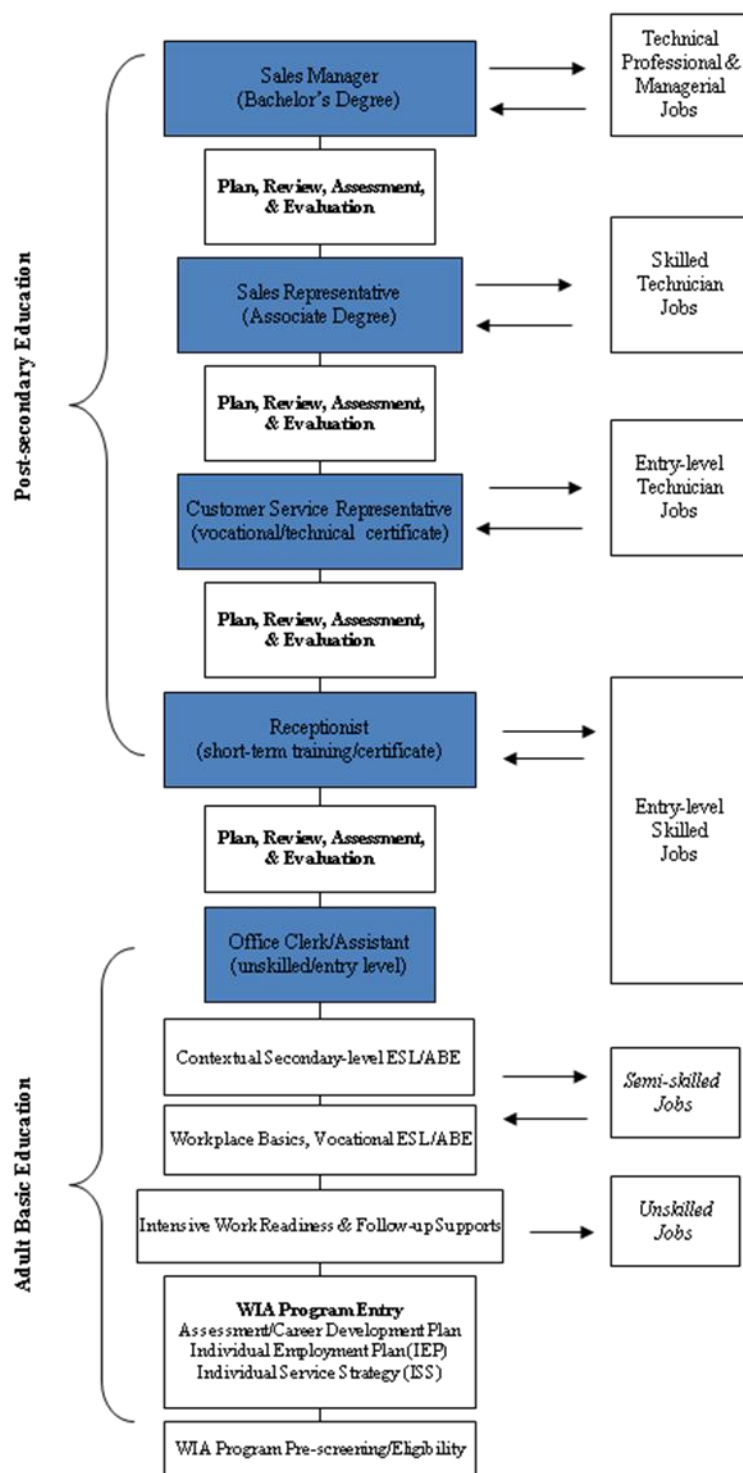 Sales Manager
(Bachelor's Degree)
Technical
Professional &
Managerial
Jobs
Plan, Review, Assessment,
& Evaluation
Sales Representative
(Associate Degree)
Skilled
Technician
Jobs
Post-secondary Education
Plan, Review, Assessment,
& Evaluation
Customer Service Representative
(vocational/technical certificate)
Entry-level
Technician
Jobs
Plan, Review, Assessment,
& Evaluation
Receptionist
(short-term training/certificate)
Entry-level
Skilled
Jobs
Plan, Review, Assessment,
& Evaluation
Office Clerk/Assistant
(unskilled/entry level)
Adult Basic Education
Contextual Secondary-level ESL/ABE
Semi-skilled
Jobs
Workplace Basics, Vocational ESL/ABE
Intensive Work Readiness & Follow-up Supports
Unskilled
Jobs
WIA Program Entry
Assessment/Career Development Plan
Individual Employment Plan (IEP)
Individual Service Strategy (ISS)
WIA Program Pre-screening/Eligibility